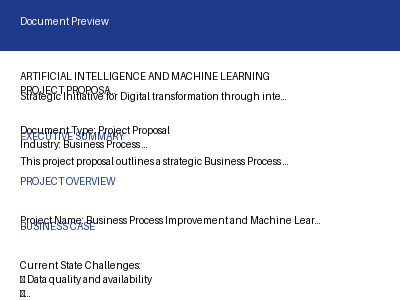 Document Preview
ARTIFICIAL INTELLIGENCE AND MACHINE LEARNING
PROJECT PROPOSA...
Strategic Initiative for Digital transformation through inte...
Document Type: Project Proposal
EXECUTIVE SUMMARY
Industry: Business Process...
This project proposal outlines a strategic Business Process...
PROJECT OVERVIEW
Project Name: Business Process Improvement and Machine Lear...
BUSINESS CASE
Current State Challenges:
Data quality and availability
...